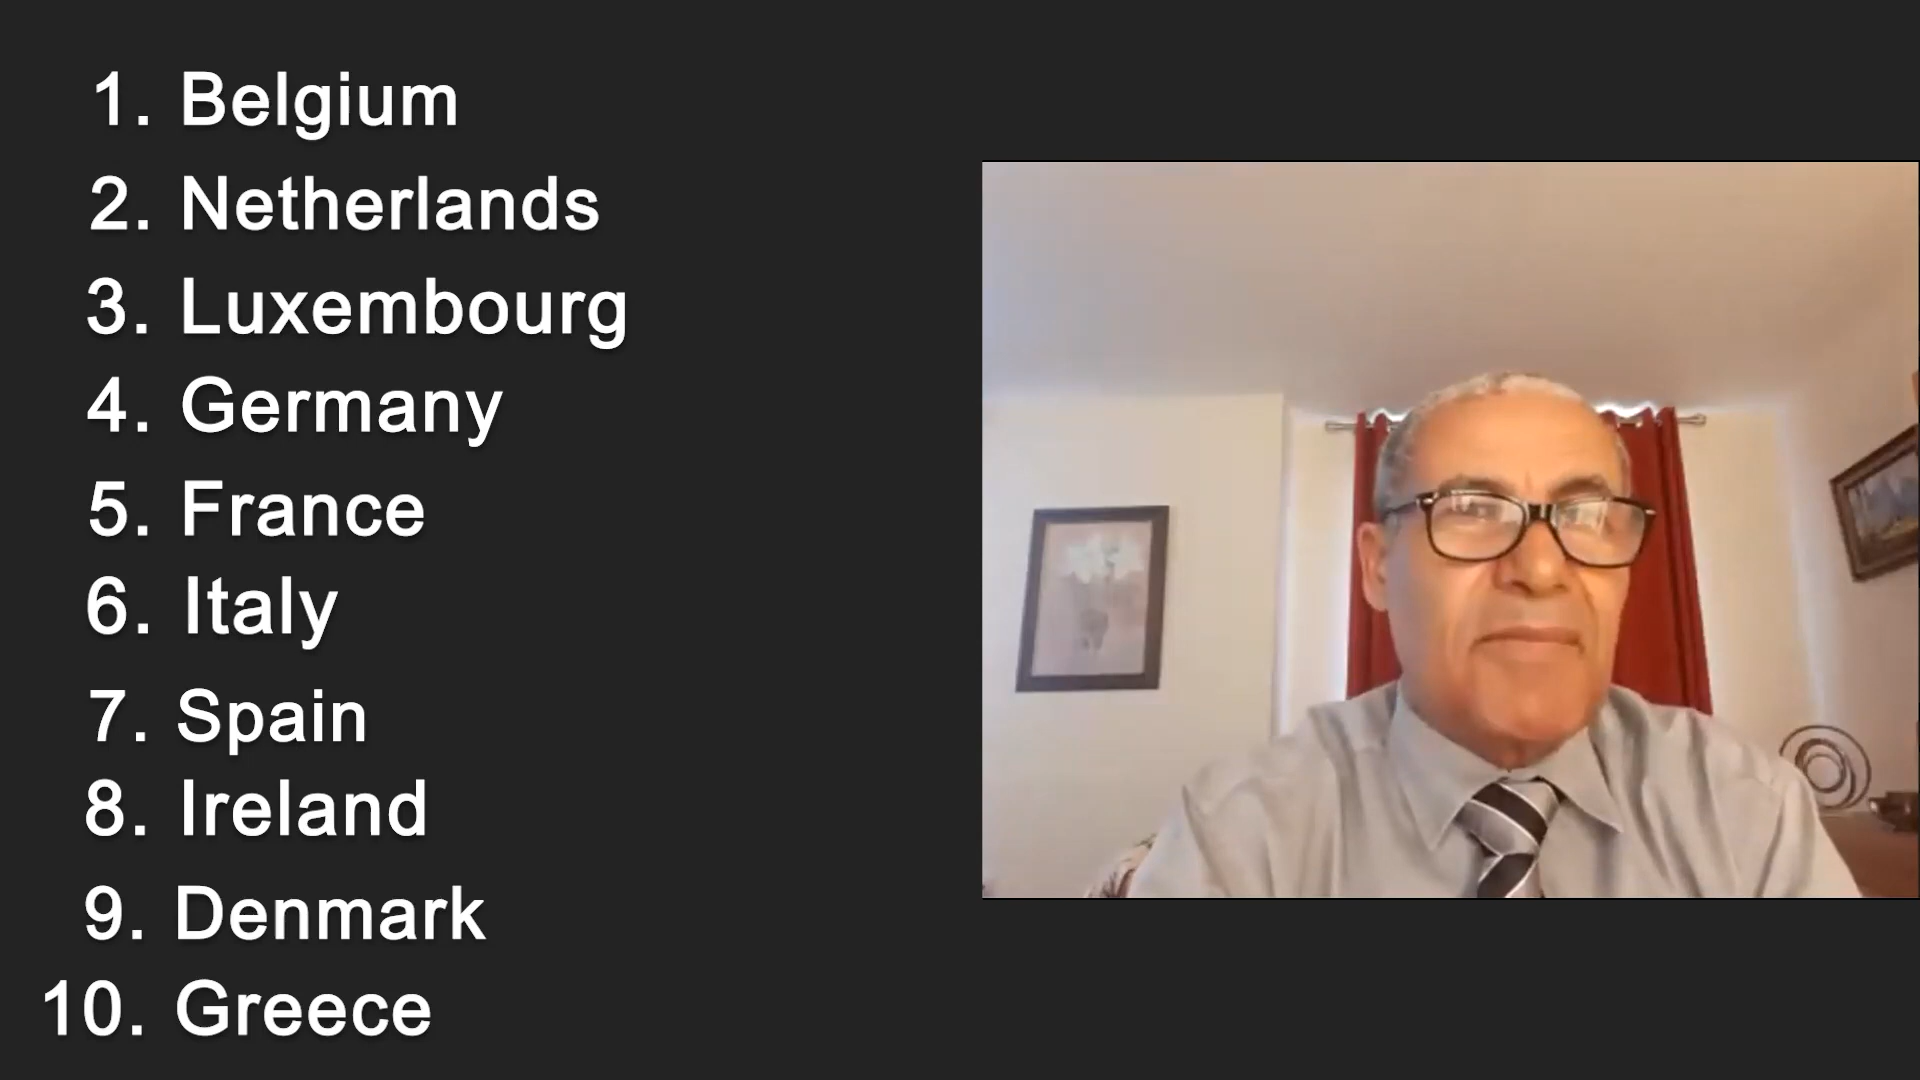 1. Belgium
2. Netherlands
3. Luxembourg
4. Germany
5. France
6. Italy
7. Spain
8. Ireland
9. Denmark
10. Greece